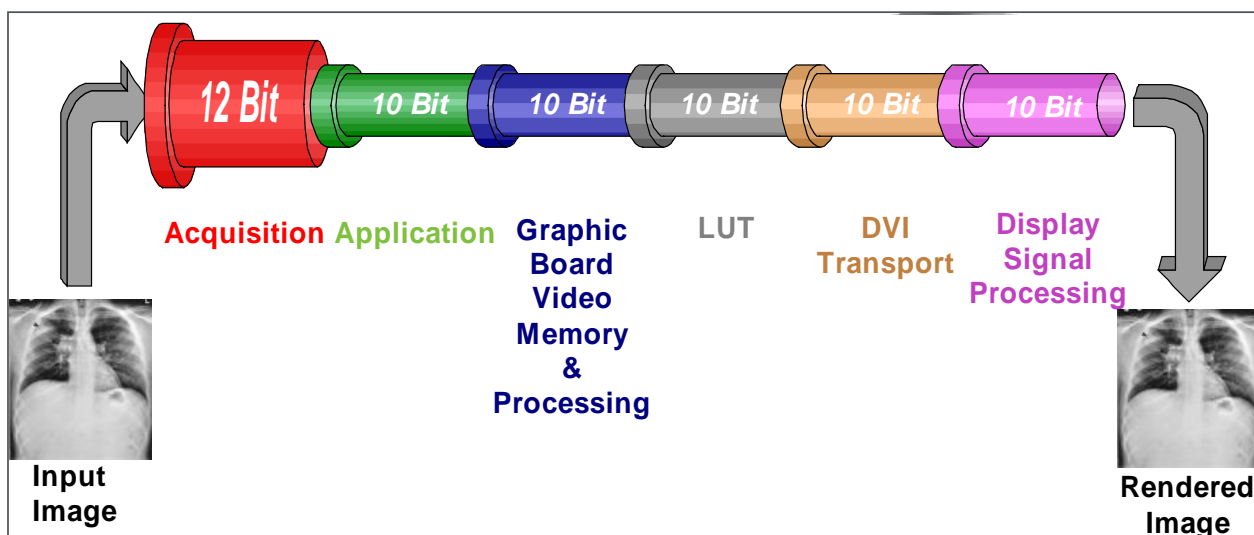 12 Bit
10 Bit
10 Bit
10 Bit
10 Bit
10 Bit
Acquisition
Application
Graphic
Board
Video
Memory
&
Processing
LUT
DVI
Transport
Display
Signal
Processing
Input
Image
Rendered
Image